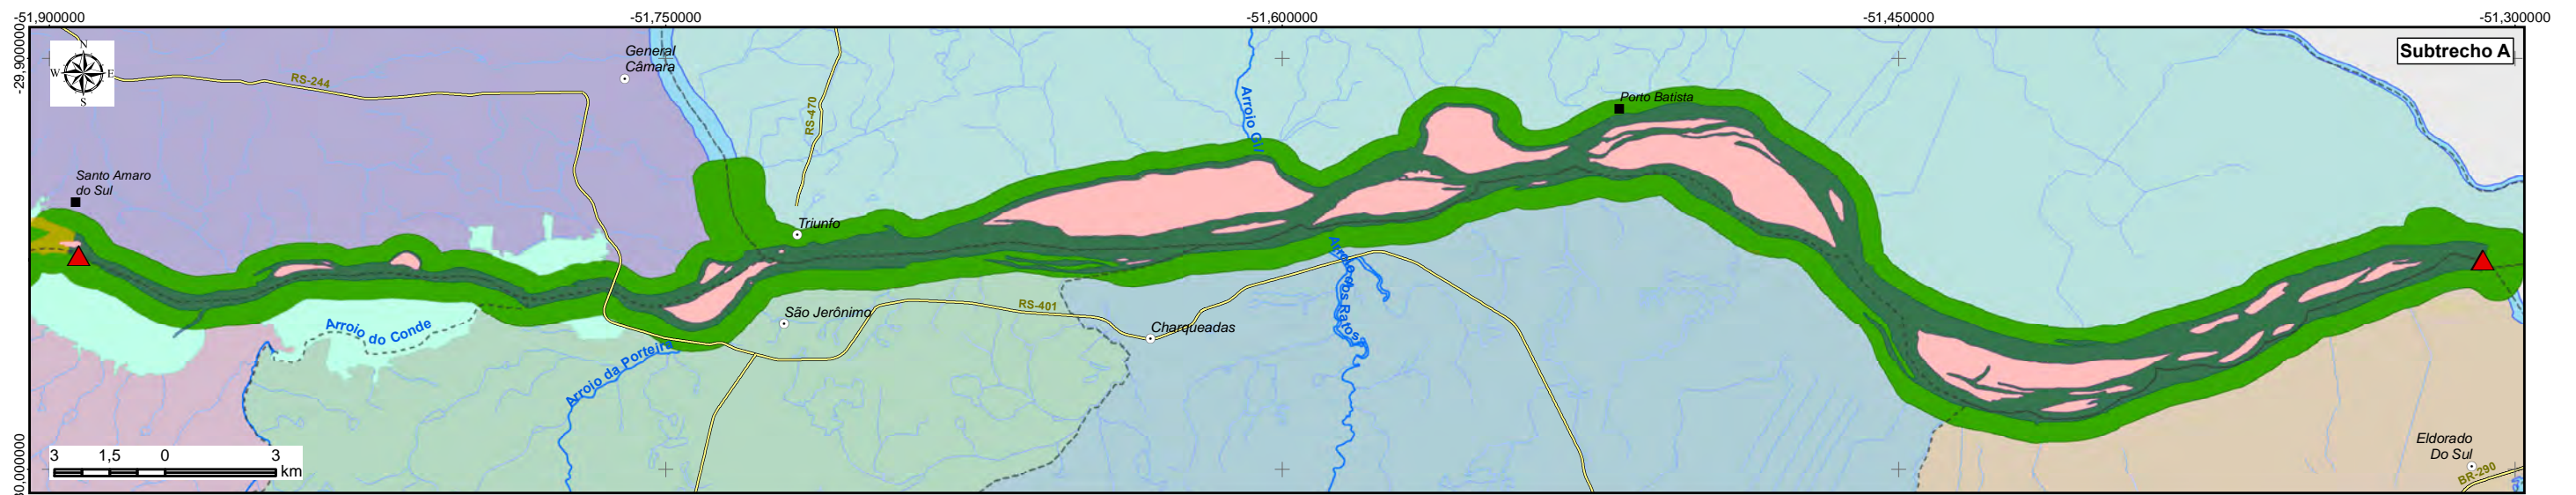 -51,900000
-51,750000
-51,600000
-51,450000
-51,300000
-29,900000
N
W
E
S
Subtrecho A
General
Câmara
RS-244
RS-470
Arroio Gil
Porto Batista
Santo Amaro
do Sul
Triunfo
Arroio dos Ratos
São Jerônimo
RS-401
Charqueadas
Arroio do Conde
Arroio da Porteira
Eldorado
Do Sul
BR-290
3
1,5
0
3
km